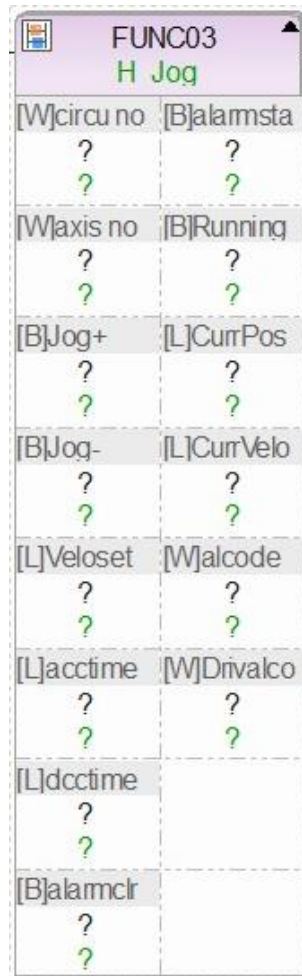 FUNC03
H Jog
[W]circu no [B]alarmsta
? ?
? ?
[W]axis no [B]Running
? ?
? ?
[B]Jog+ [L]CurrPos
? ?
? ?
[B]Jog- [L]CurrVelo
? ?
? ?
[L]Veloset [W]alcode
? ?
? ?
[L]acctime [W]Drivalco
? ?
? ?
[L]dcctime
?
?
[B]alarmclr
?
?